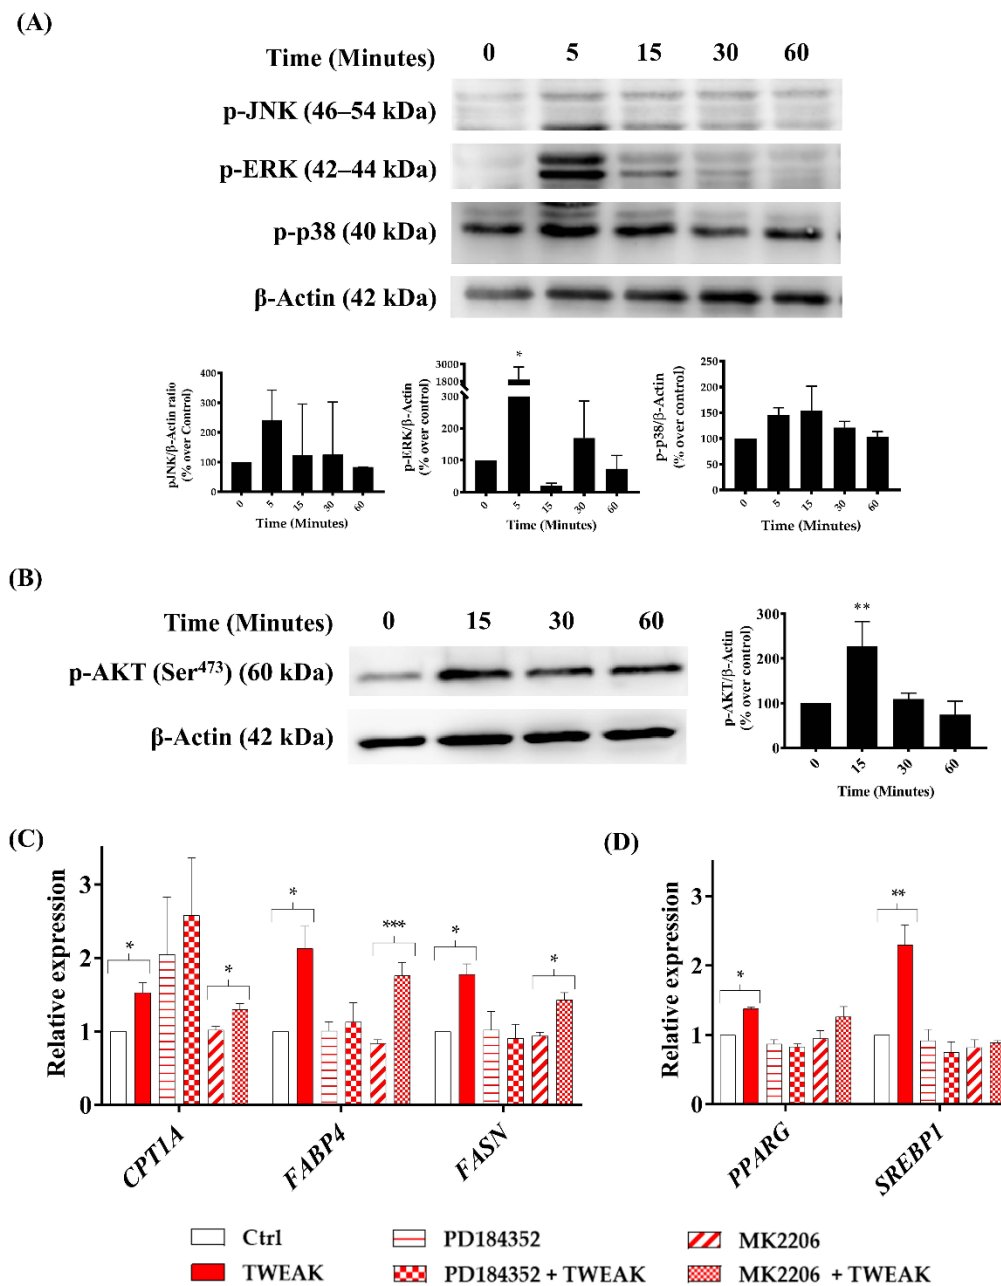 (A)
Time (Minutes) 0 5 15 30 60
p-JNK (46–54 kDa)
p-ERK (42–44 kDa)
p-p38 (40 kDa)
β-Actin (42 kDa)
pJNK/β-Actin ratio
(% over Control)
400
300
200
100
0
0 5 15 30 60
Time (Minutes)
p-ERK/β-Actin
(% over control)
3000
1800
300
200
100
0
*
0 5 15 30 60
Time (Minutes)
p-p38/β-Actin
(% over control)
250
200
150
100
50
0
0 5 15 30 60
Time (Minutes)
(B)
Time (Minutes) 0 15 30 60
p-AKT (Ser⁴⁷³) (60 kDa)
β-Actin (42 kDa)
p-AKT/β-Actin
(% over control)
300
200
100
0
**
0 15 30 60
Time (Minutes)
(C)
Relative expression
3
2
1
0
* * * *** * *
CPT1A FABP4 FASN
(D)
Relative expression
3
2
1
0
* **
PPARG SREBP1
Ctrl PD184352 MK2206
TWEAK PD184352 + TWEAK MK2206 + TWEAK